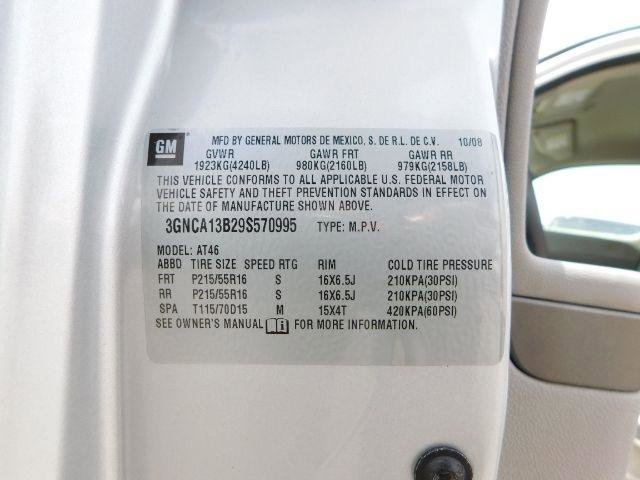 GM MFD BY GENERAL MOTORS DE MEXICO, S. DE R.L. DE C.V. 10/08
GVWR GAWR FRT GAWR RR
1923KG(4240LB) 980KG(2160LB) 979KG(2158LB)
THIS VEHICLE CONFORMS TO ALL APPLICABLE U.S. FEDERAL MOTOR
VEHICLE SAFETY AND THEFT PREVENTION STANDARDS IN EFFECT ON
THE DATE OF MANUFACTURE SHOWN ABOVE.
3GNCA13B29S570995 TYPE: M.P.V.
MODEL: AT46
ABBD TIRE SIZE SPEED RTG RIM COLD TIRE PRESSURE
FRT P215/55R16 S 16X6.5J 210KPA(30PSI)
RR P215/55R16 S 16X6.5J 210KPA(30PSI)
SPA T115/70D15 M 15X4T 420KPA(60PSI)
SEE OWNER'S MANUAL i FOR MORE INFORMATION.